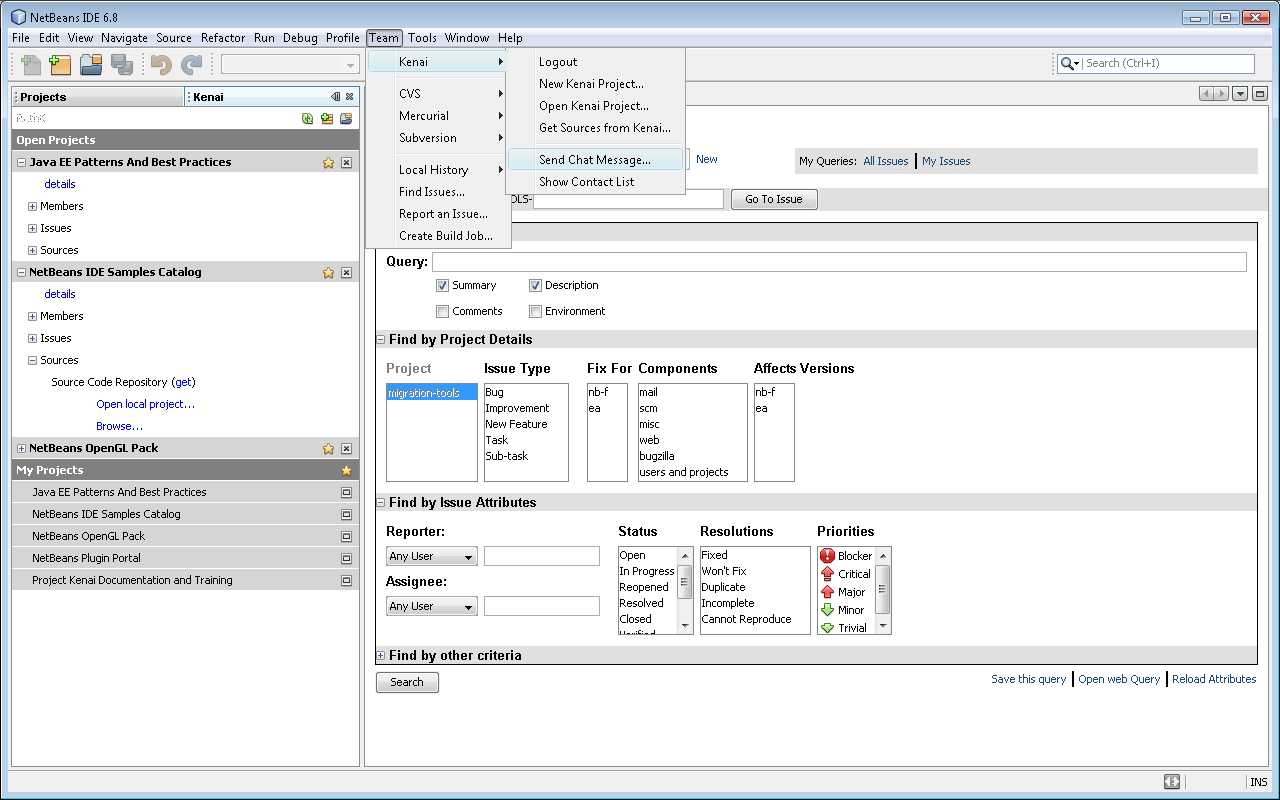 NetBeans IDE 6.8
File Edit View Navigate Source Refactor Run Debug Profile Team Tools Window Help
Search (Ctrl+I)
Kenai
CVS
Mercurial
Subversion
Local History
Find Issues...
Report an Issue...
Create Build Job...
Logout
New Kenai Project...
Open Kenai Project...
Get Sources from Kenai...
Send Chat Message...
Show Contact List
Projects
Kenai
Open Projects
Java EE Patterns And Best Practices
details
Members
Issues
Sources
NetBeans IDE Samples Catalog
details
Members
Issues
Sources
Source Code Repository (get)
Open local project...
Browse...
NetBeans OpenGL Pack
My Projects
Java EE Patterns And Best Practices
NetBeans IDE Samples Catalog
NetBeans OpenGL Pack
NetBeans Plugin Portal
Project Kenai Documentation and Training
New
My Queries: All Issues My Issues
OLS-
Go To Issue
Query:
Summary Description
Comments Environment
Find by Project Details
Project Issue Type Fix For Components Affects Versions
migration-tools
Bug
Improvement
New Feature
Task
Sub-task
nb-f
ea
mail
scm
misc
web
bugzilla
users and projects
nb-f
ea
Find by Issue Attributes
Reporter:
Any User
Assignee:
Any User
Status
Open
In Progress
Reopened
Resolved
Closed
Resolutions
Fixed
Won't Fix
Duplicate
Incomplete
Cannot Reproduce
Priorities
Blocker
Critical
Major
Minor
Trivial
Find by other criteria
Search
Save this query Open web Query Reload Attributes
INS